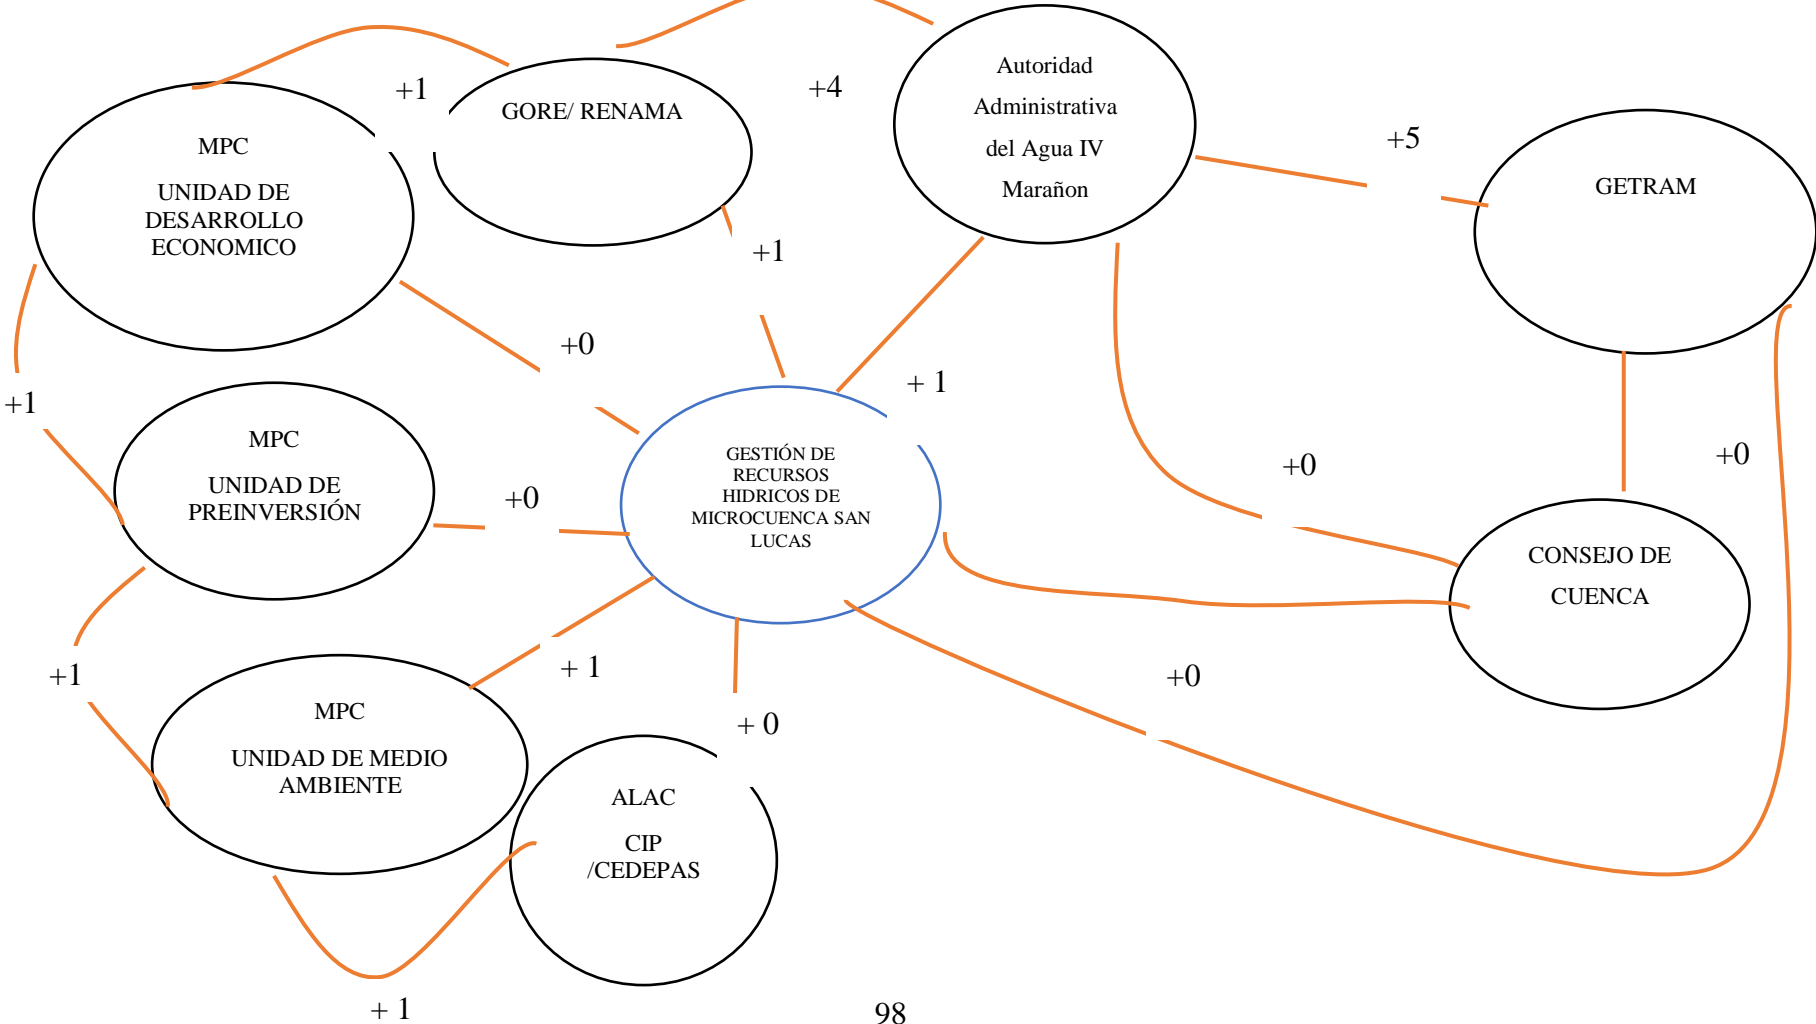 +1
GORE/ RENAMA
+4
Autoridad
Administrativa
del Agua IV
Marañon
+5
GETRAM
MPC
UNIDAD DE
DESARROLLO
ECONOMICO
+1
+0
+ 1
+1
MPC
UNIDAD DE
PREINVERSIÓN
+0
GESTIÓN DE
RECURSOS
HIDRICOS DE
MICROCUENCA SAN
LUCAS
+0
+0
CONSEJO DE
CUENCA
+1
+ 1
+0
MPC
UNIDAD DE MEDIO
AMBIENTE
+ 0
ALAC
CIP
/CEDEPAS
+ 1
98